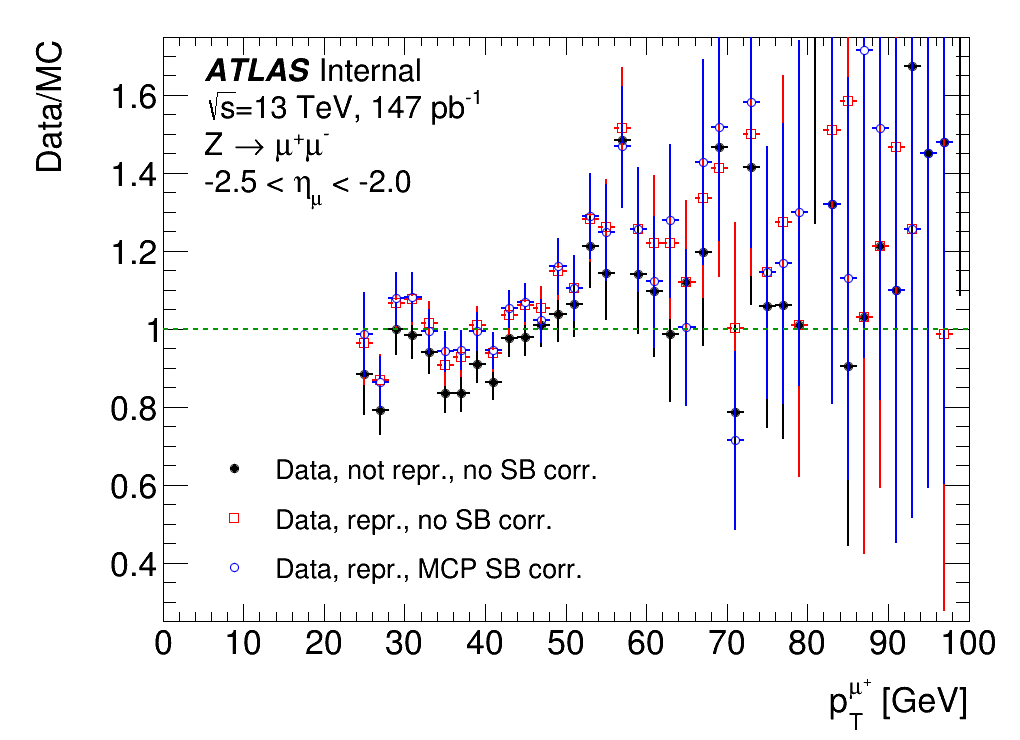 Data/MC
ATLAS Internal
√s=13 TeV, 147 pb⁻¹
Z → μ⁺μ⁻
-2.5 < η_μ < -2.0
1.6
1.4
1.2
1
0.8
0.6
0.4
Data, not repr., no SB corr.
Data, repr., no SB corr.
Data, repr., MCP SB corr.
0 10 20 30 40 50 60 70 80 90 100
p_T^μ⁺ [GeV]